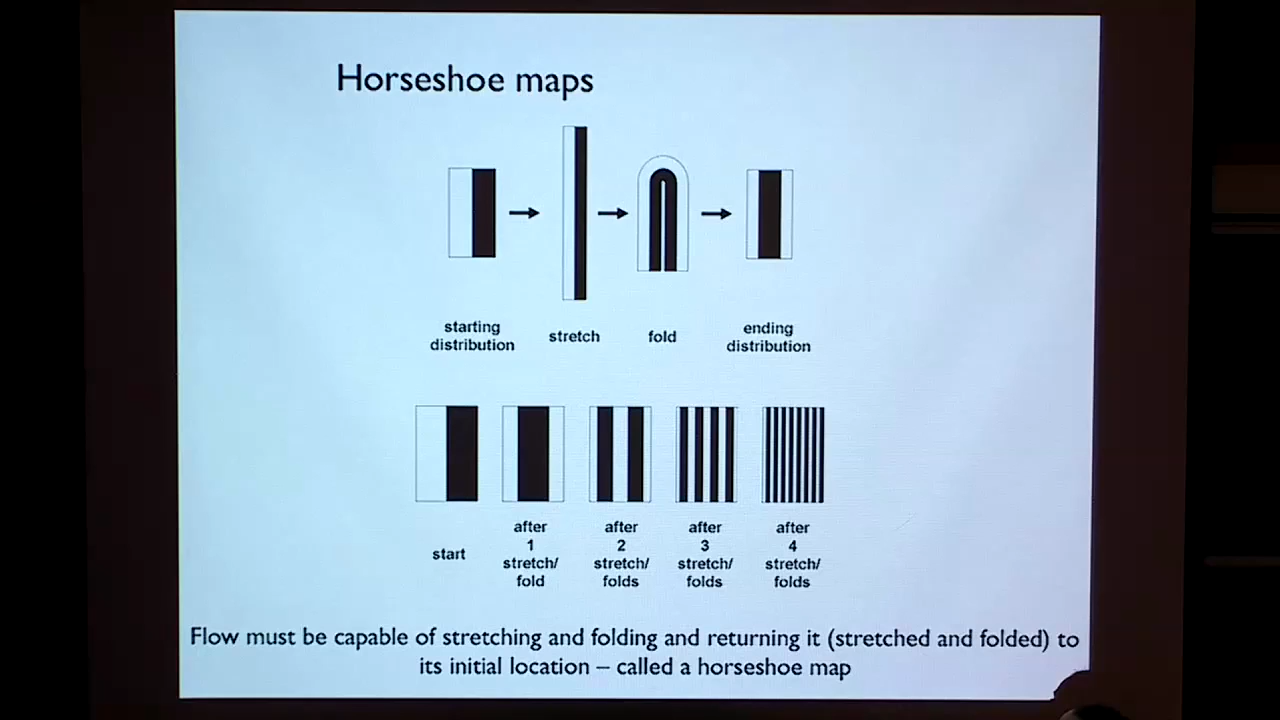 Horseshoe maps
starting
distribution
stretch
fold
ending
distribution
start
after
1
stretch/
fold
after
2
stretch/
folds
after
3
stretch/
folds
after
4
stretch/
folds
Flow must be capable of stretching and folding and returning it (stretched and folded) to
its initial location – called a horseshoe map